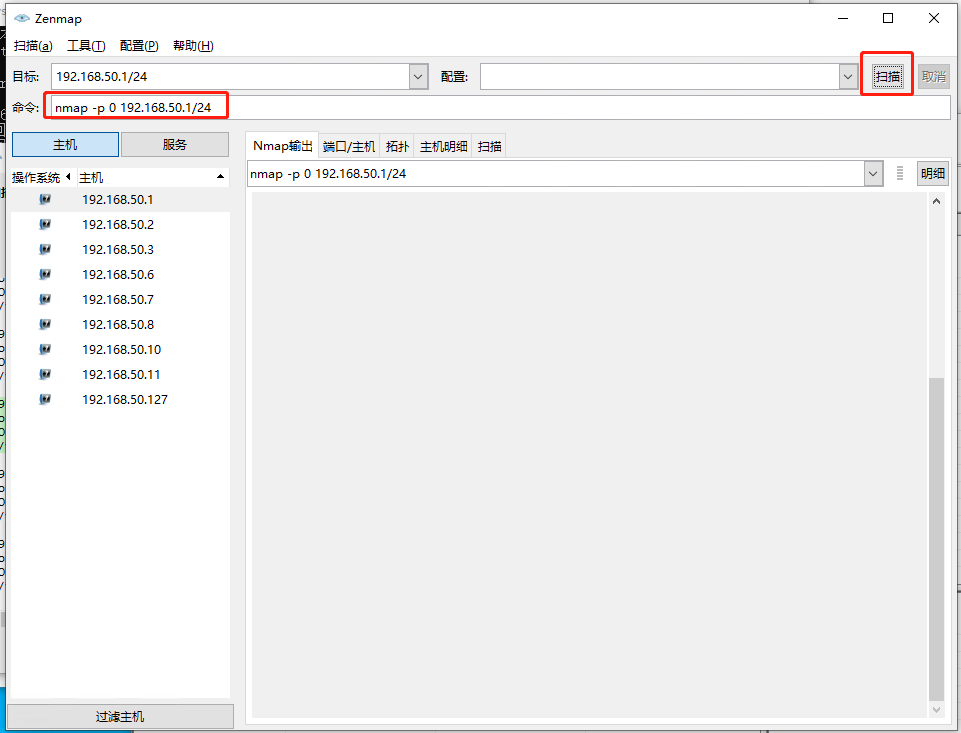 Zenmap
扫描(a) 工具(T) 配置(P) 帮助(H)
目标: 192.168.50.1/24 配置: 扫描 取消
命令: nmap -p 0 192.168.50.1/24
主机 服务 Nmap输出 端口/主机 拓扑 主机明细 扫描
操作系统 主机 nmap -p 0 192.168.50.1/24 明细
192.168.50.1
192.168.50.2
192.168.50.3
192.168.50.6
192.168.50.7
192.168.50.8
192.168.50.10
192.168.50.11
192.168.50.127
过滤主机